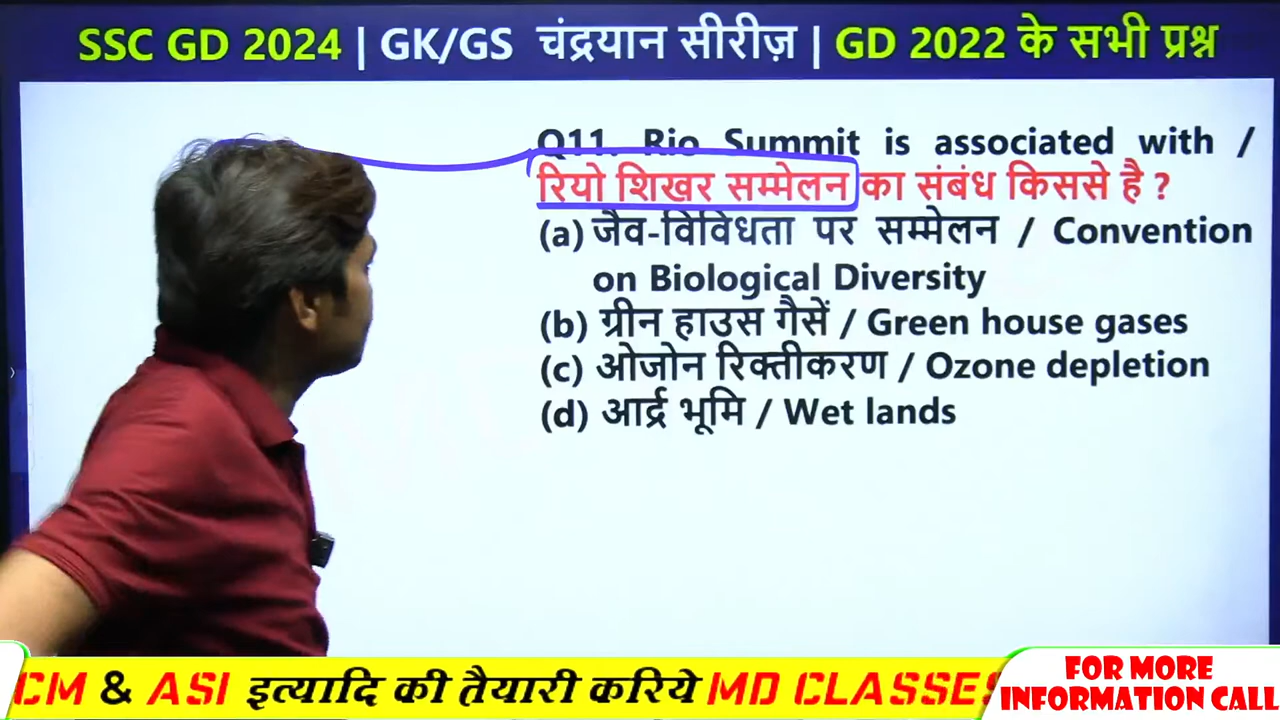 SSC GD 2024 | GK/GS चंद्रयान सीरीज़ | GD 2022 के सभी प्रश्न
Q11. Rio Summit is associated with /
रियो शिखर सम्मेलन का संबंध किससे है ?
(a) जैव-विविधता पर सम्मेलन / Convention
on Biological Diversity
(b) ग्रीन हाउस गैसें / Green house gases
(c) ओजोन रिक्तीकरण / Ozone depletion
(d) आर्द्र भूमि / Wet lands
CM & ASI इत्यादि की तैयारी करिये MD CLASSES
FOR MORE
INFORMATION CALL